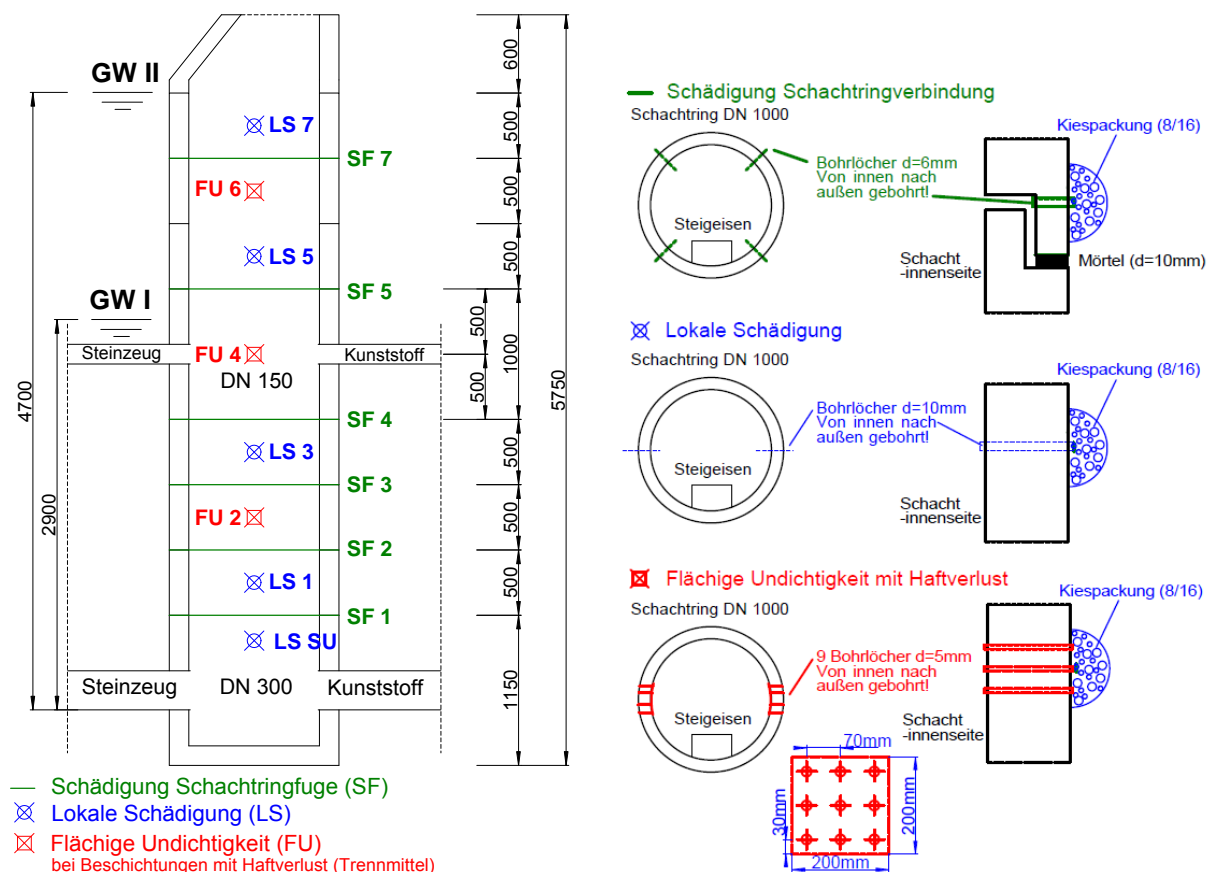 GW II
LS 7
SF 7
FU 6
LS 5
SF 5
GW I
Steinzeug
FU 4
Kunststoff
DN 150
SF 4
LS 3
SF 3
FU 2
SF 2
LS 1
SF 1
LS SU
Steinzeug
DN 300
Kunststoff
4700
2900
600
500
500
500
500
1000
500
500
500
500
1150
5750
Schädigung Schachtringfuge (SF)
Lokale Schädigung (LS)
Flächige Undichtigkeit (FU)
bei Beschichtungen mit Haftverlust (Trennmittel)
Schädigung Schachtringverbindung
Schachtring DN 1000
Kiespackung (8/16)
Bohrlöcher d=6mm
Von innen nach
außen gebohrt!
Steigeisen
Schacht
-innenseite
Mörtel (d=10mm)
Lokale Schädigung
Schachtring DN 1000
Kiespackung (8/16)
Bohrlöcher d=10mm
Von innen nach
außen gebohrt!
Steigeisen
Schacht
-innenseite
Flächige Undichtigkeit mit Haftverlust
Schachtring DN 1000
Kiespackung (8/16)
9 Bohrlöcher d=5mm
Von innen nach
außen gebohrt!
Steigeisen
Schacht
-innenseite
70mm
30mm
200mm
200mm